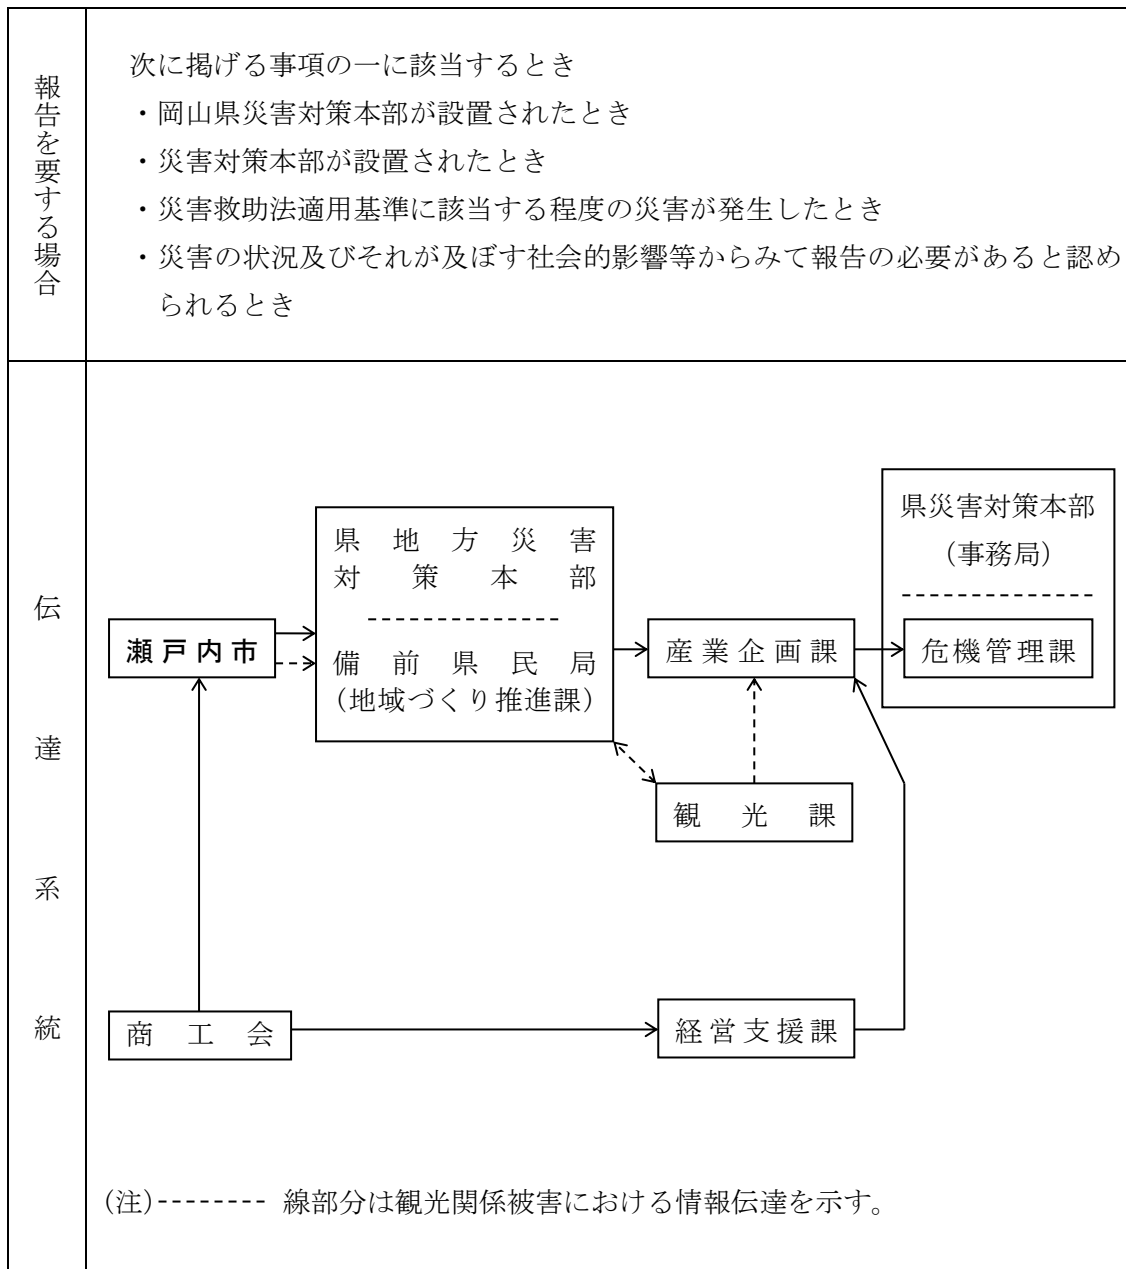 報告を要する場合
次に掲げる事項の一に該当するとき
・岡山県災害対策本部が設置されたとき
・災害対策本部が設置されたとき
・災害救助法適用基準に該当する程度の災害が発生したとき
・災害の状況及びそれが及ぼす社会的影響等からみて報告の必要があると認め
られるとき
伝達系統
県災害対策本部
(事務局)
危機管理課
県地方災害
対策本部
備前県民局
(地域づくり推進課)
瀬戸内市
産業企画課
観光課
商工会
経営支援課
(注)-------- 線部分は観光関係被害における情報伝達を示す。